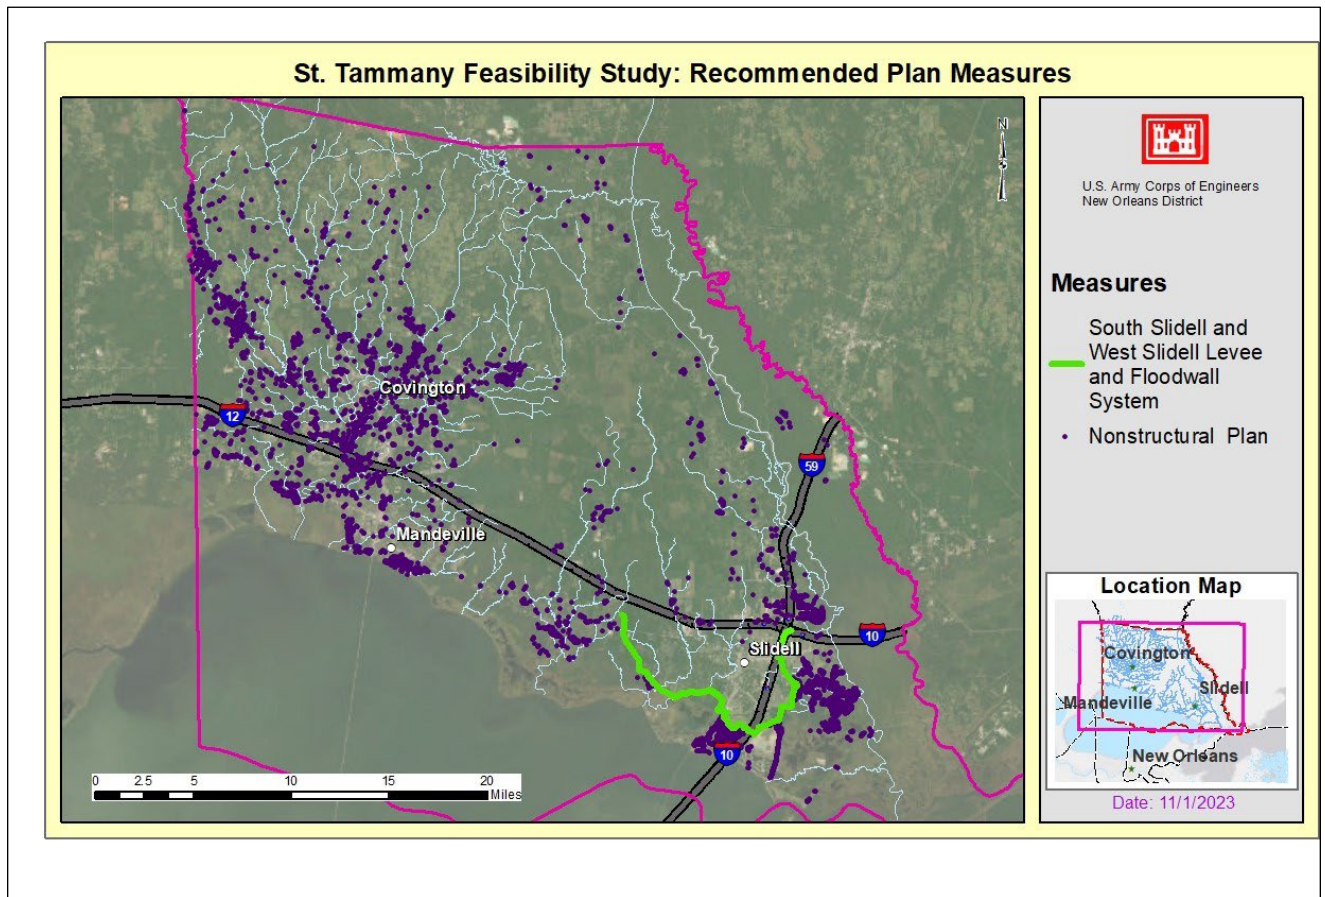 St. Tammany Feasibility Study: Recommended Plan Measures
N
U.S. Army Corps of Engineers
New Orleans District
Measures
South Slidell and
West Slidell Levee
and Floodwall
System
Nonstructural Plan
Covington
12
59
Mandeville
10
Slidell
10
0 2.5 5 10 15 20
Miles
Location Map
Covington
Slidell
Mandeville
New Orleans
Date: 11/1/2023